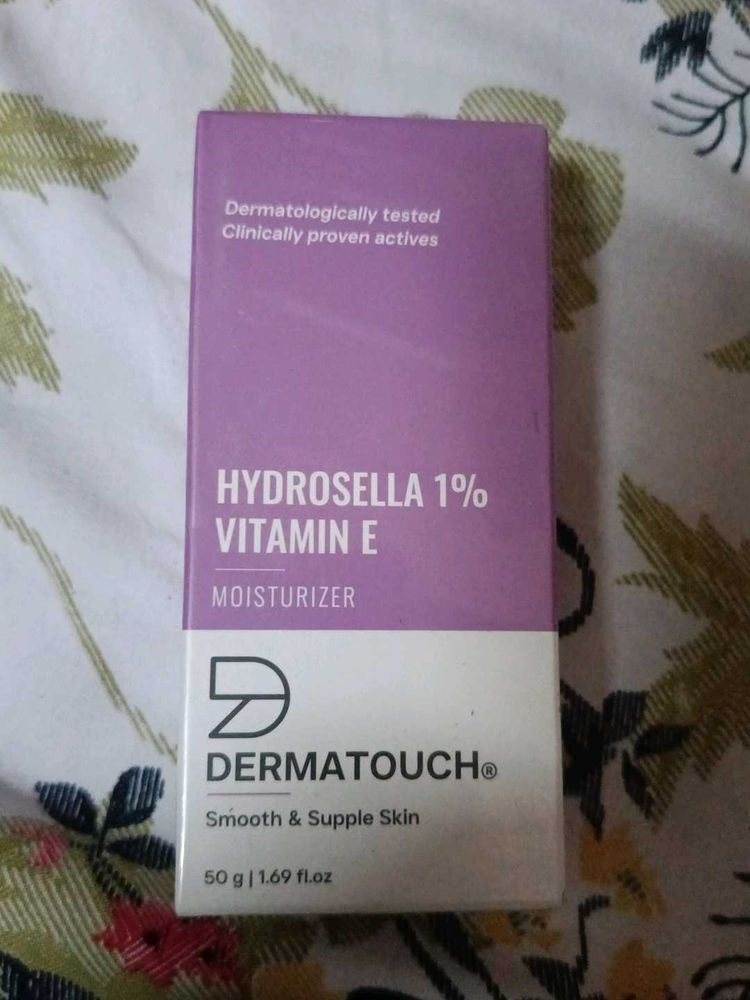 Dermatologically tested
Clinically proven actives
HYDROSELLA 1%
VITAMIN E
MOISTURIZER
DERMATOUCH®
Smooth & Supple Skin
50 g | 1.69 fl.oz